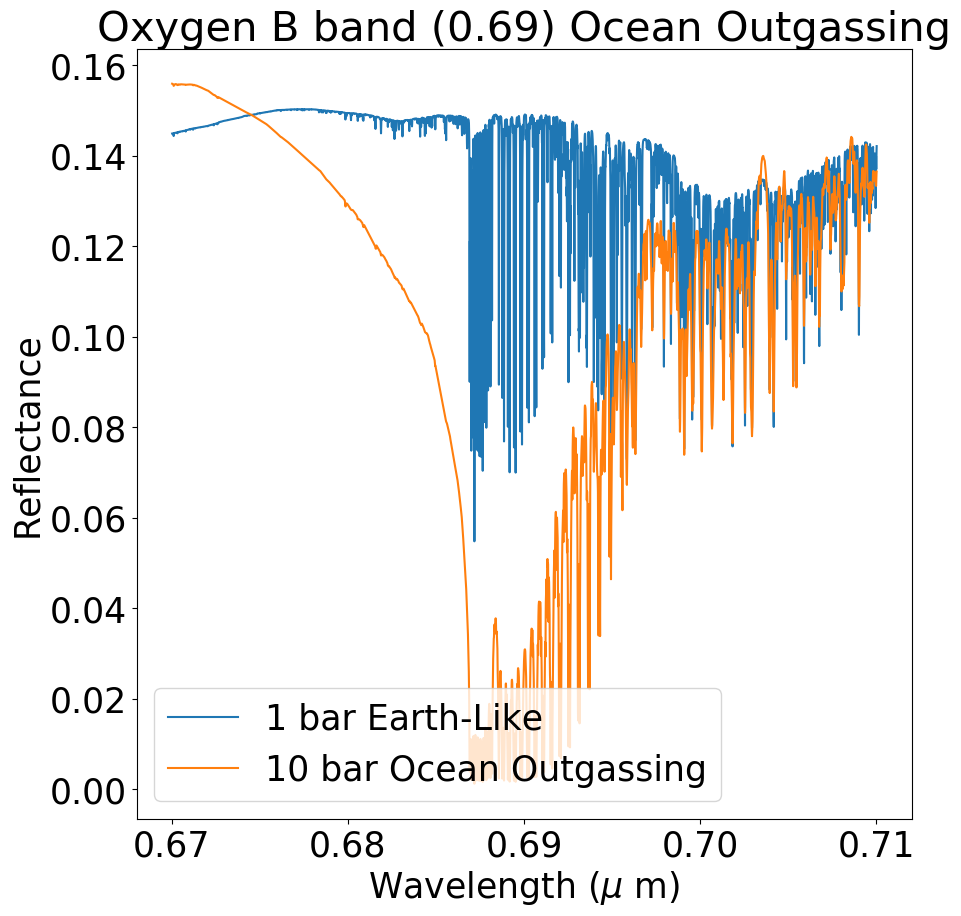 Oxygen B band (0.69) Ocean Outgassing
0.16
0.14
0.12
0.10
0.08
0.06
0.04
0.02
0.00
Reflectance
1 bar Earth-Like
10 bar Ocean Outgassing
0.67 0.68 0.69 0.70 0.71
Wavelength (μ m)